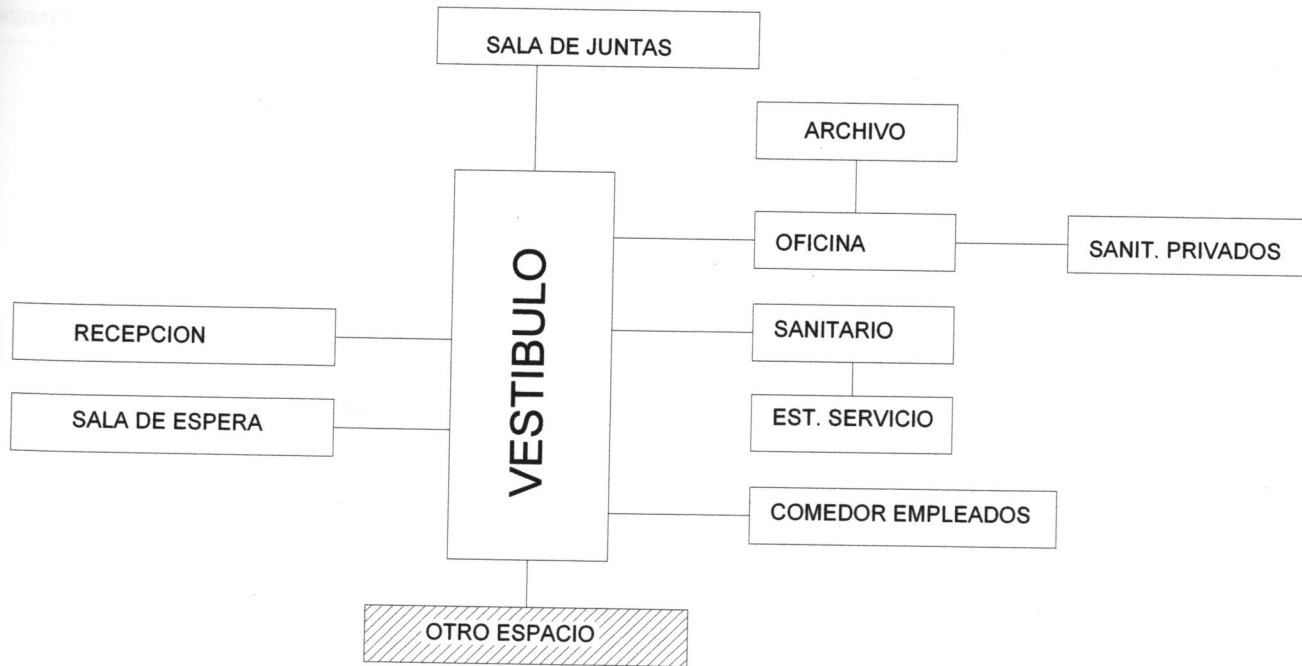 SALA DE JUNTAS
ARCHIVO
OFICINA
SANIT. PRIVADOS
VESTIBULO
RECEPCION
SANITARIO
SALA DE ESPERA
EST. SERVICIO
COMEDOR EMPLEADOS
OTRO ESPACIO